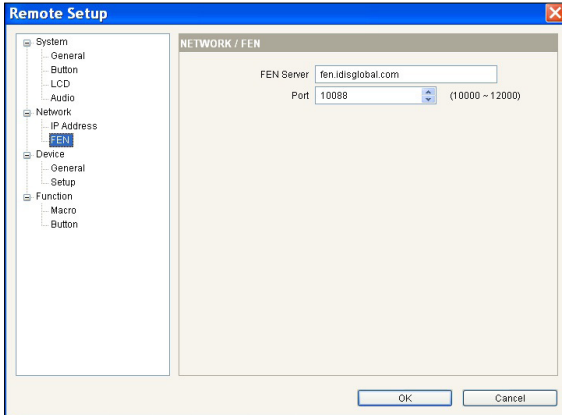 Remote Setup
System
General
Button
LCD
Audio
Network
IP Address
FEN
Device
General
Setup
Function
Macro
Button
NETWORK / FEN
FEN Server fen.idisglobal.com
Port 10088 (10000 ~ 12000)
OK Cancel